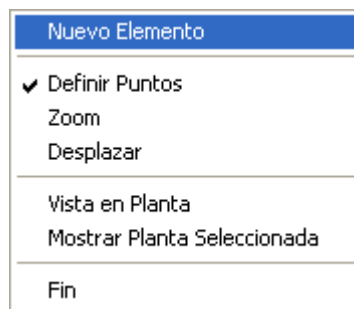 Nuevo Elemento
Definir Puntos
Zoom
Desplazar
Vista en Planta
Mostrar Planta Seleccionada
Fin